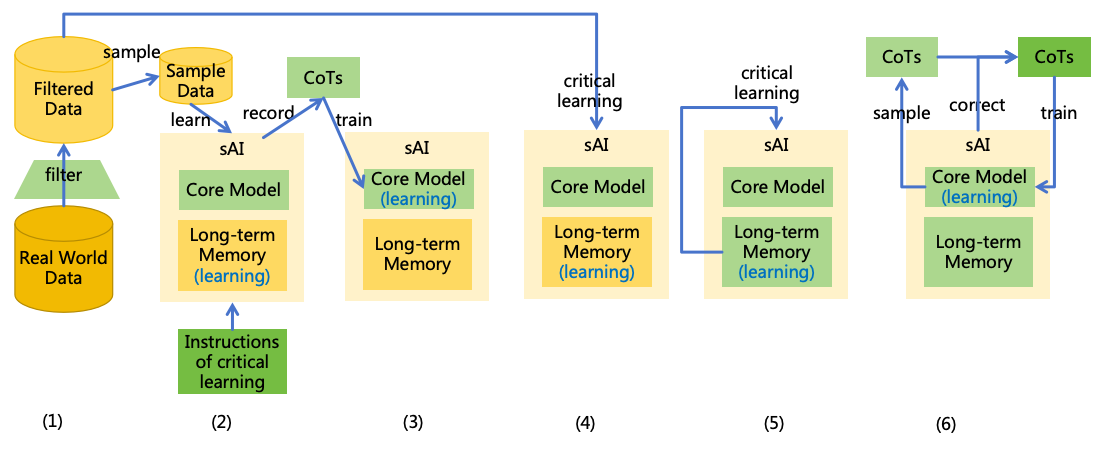 Filtered
Data
filter
Real World
Data
sample
Sample
Data
learn
record
CoTs
train
sAI
Core Model
Long-term
Memory
(learning)
Instructions
of critical
learning
sAI
Core Model
(learning)
Long-term
Memory
critical
learning
sAI
Core Model
Long-term
Memory
(learning)
critical
learning
sAI
Core Model
Long-term
Memory
(learning)
CoTs
CoTs
sample
correct
train
sAI
Core Model
(learning)
Long-term
Memory
(1)
(2)
(3)
(4)
(5)
(6)